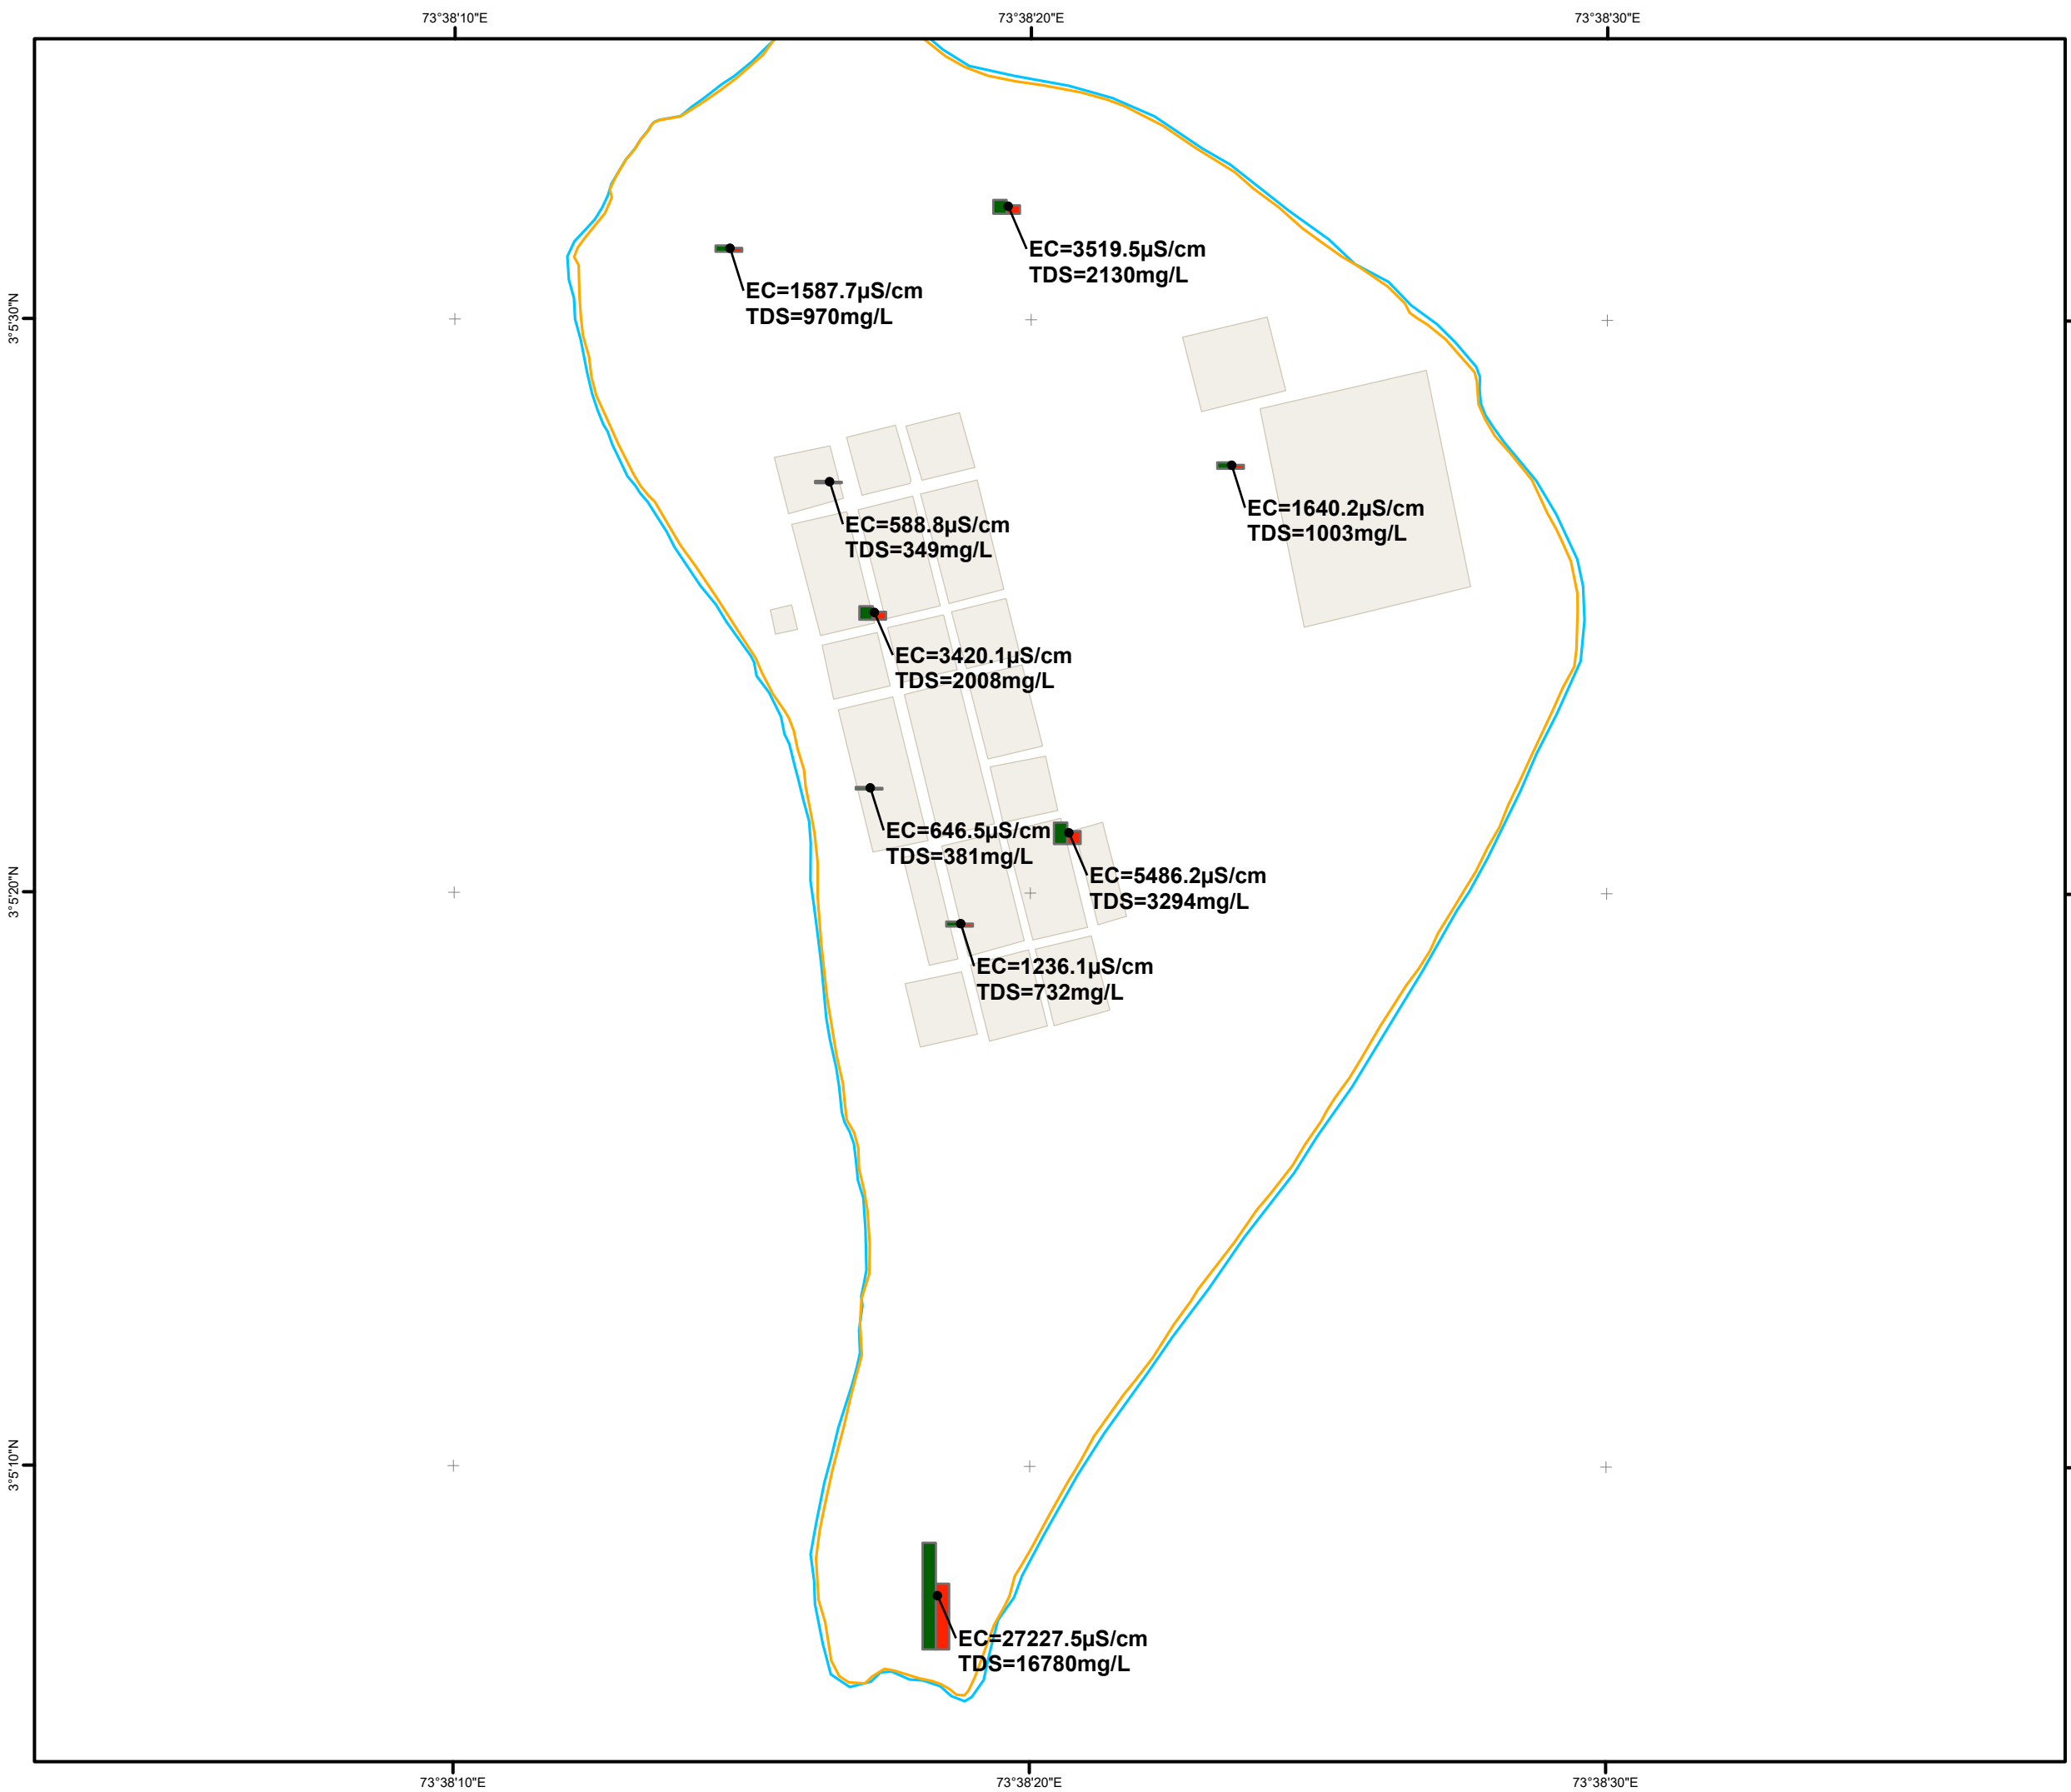 73°38'10"E
73°38'20"E
73°38'30"E
EC=3519.5µS/cm
TDS=2130mg/L
EC=1587.7µS/cm
TDS=970mg/L
3°5'30"N
EC=1640.2µS/cm
TDS=1003mg/L
EC=588.8µS/cm
TDS=349mg/L
EC=3420.1µS/cm
TDS=2008mg/L
EC=646.5µS/cm
TDS=381mg/L
EC=5486.2µS/cm
TDS=3294mg/L
3°5'20"N
EC=1236.1µS/cm
TDS=732mg/L
3°5'10"N
EC=27227.5µS/cm
TDS=16780mg/L
73°38'10"E
73°38'20"E
73°38'30"E